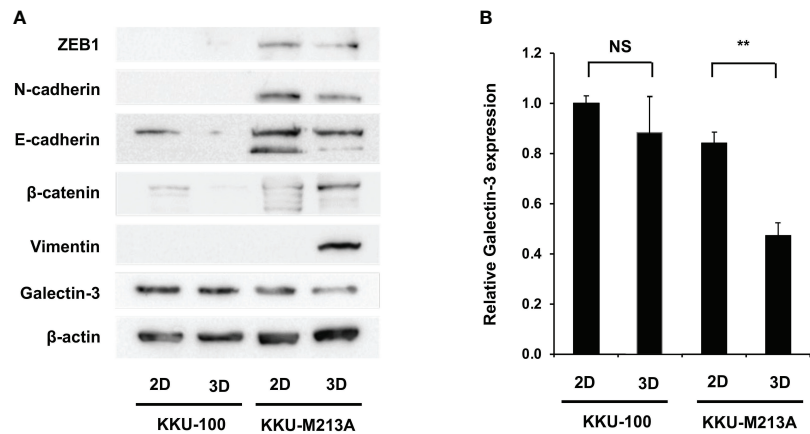 A
ZEB1
N-cadherin
E-cadherin
β-catenin
Vimentin
Galectin-3
β-actin
2D 3D 2D 3D
KKU-100 KKU-M213A
B
Relative Galectin-3 expression
1.2
1.0
0.8
0.6
0.4
0.2
0.0
NS
**
2D 3D 2D 3D
KKU-100 KKU-M213A